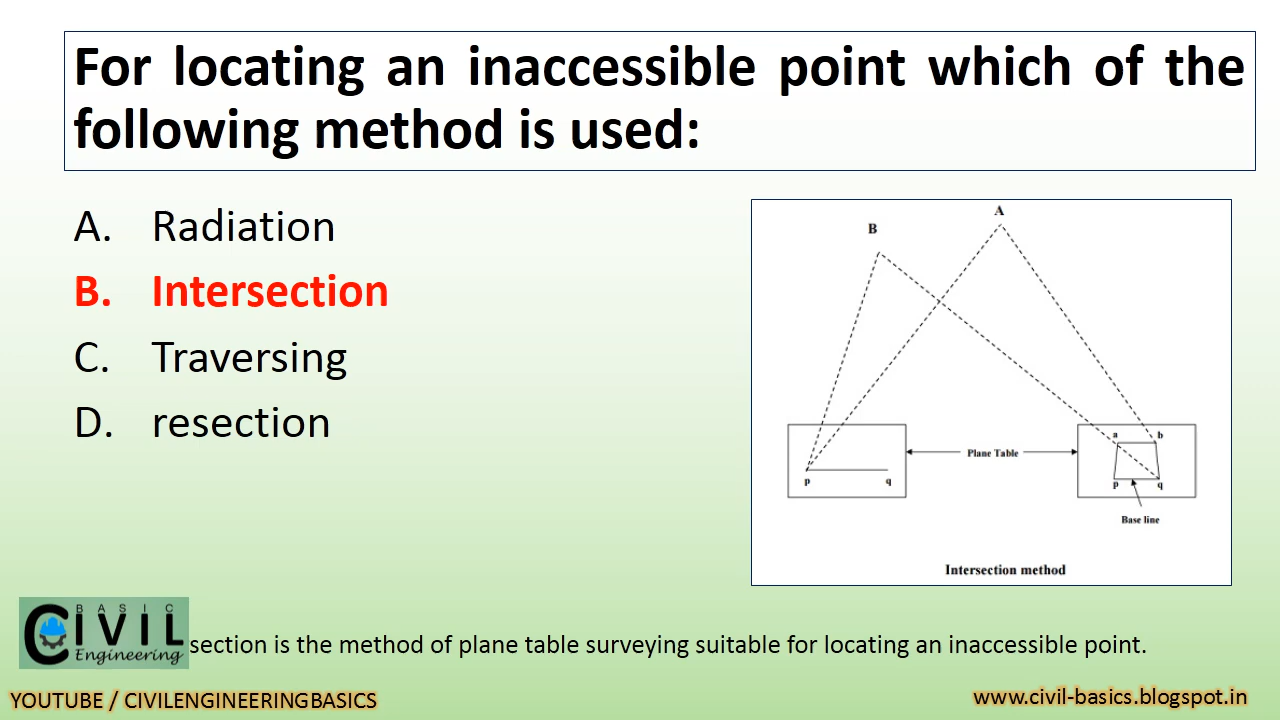 For locating an inaccessible point which of the
following method is used:
A. Radiation
B. Intersection
C. Traversing
D. resection
A
B
a b
Plane Table
p q
p q
Base line
Intersection method
BASIC
CIVIL
Engineering
section is the method of plane table surveying suitable for locating an inaccessible point.
YOUTUBE / CIVILENGINEERINGBASICS
www.civil-basics.blogspot.in